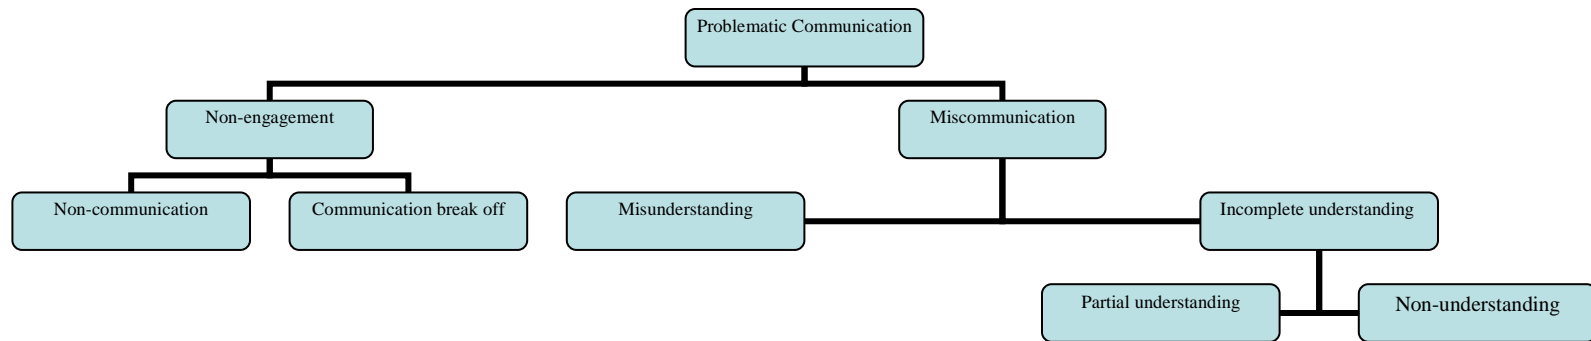 Problematic Communication
Non-engagement
Miscommunication
Non-communication
Communication break off
Misunderstanding
Incomplete understanding
Partial understanding
Non-understanding